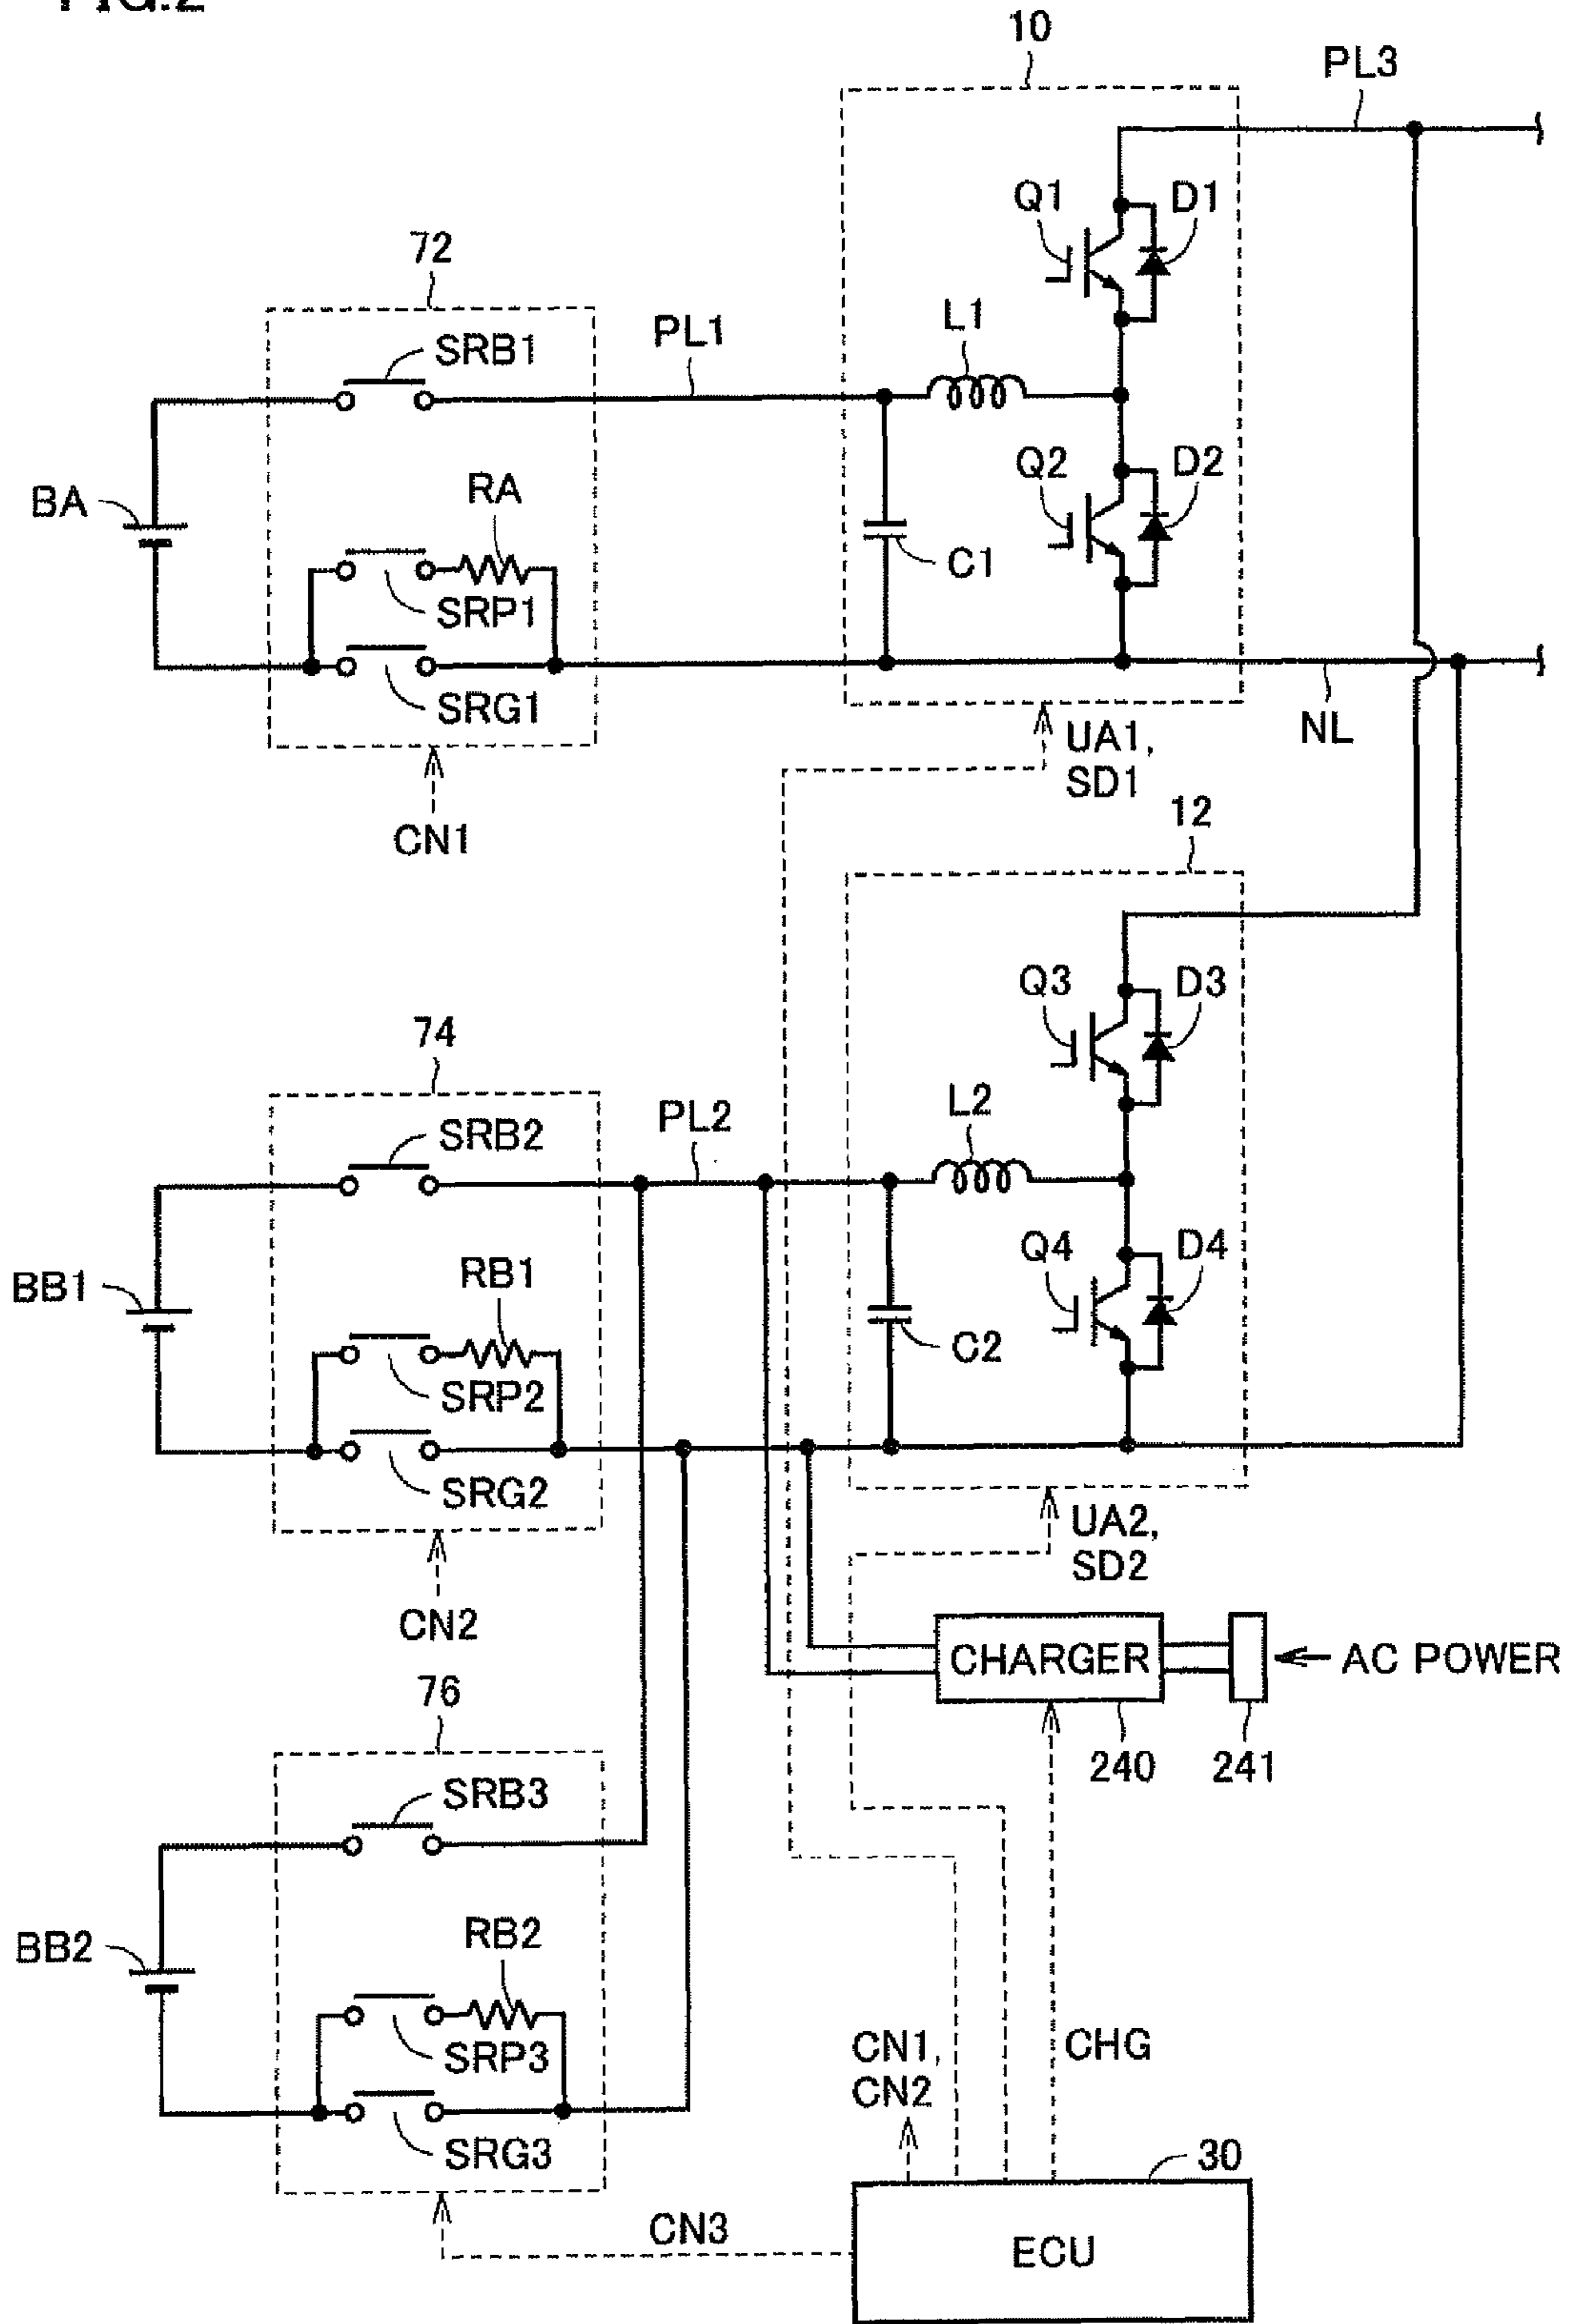 FIG.2
10
PL3
Q1
D1
72
SRB1
PL1
L1
BA
RA
Q2
D2
C1
SRP1
SRG1
NL
UA1,
SD1
CN1
12
Q3
D3
74
SRB2
PL2
L2
BB1
RB1
Q4
D4
C2
SRP2
SRG2
UA2,
SD2
CN2
CHARGER
AC POWER
76
240
241
SRB3
BB2
RB2
SRP3
CN1,
CN2
CHG
SRG3
30
CN3
ECU